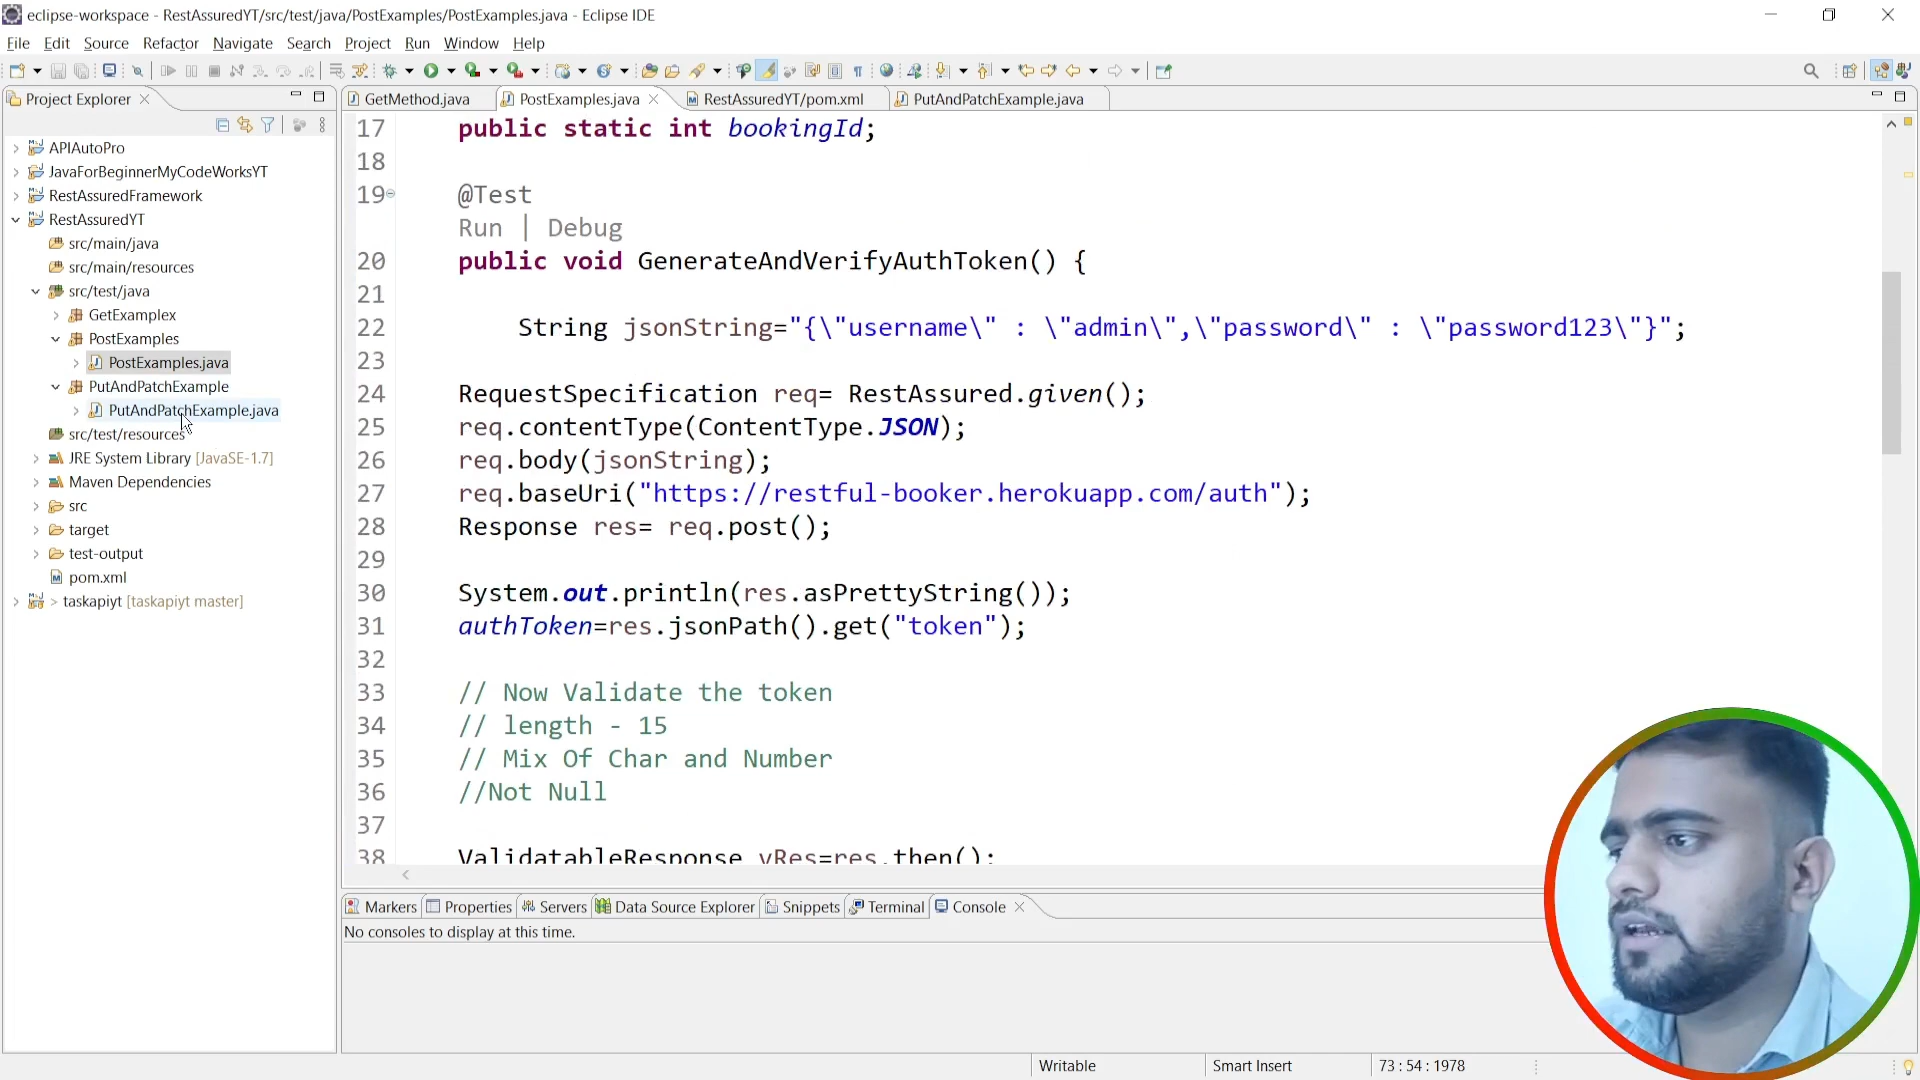 eclipse-workspace - RestAssuredYT/src/test/java/PostExamples/PostExamples.java - Eclipse IDE
File Edit Source Refactor Navigate Search Project Run Window Help
Project Explorer
APIAutoPro
JavaForBeginnerMyCodeWorksYT
RestAssuredFramework
RestAssuredYT
src/main/java
src/main/resources
src/test/java
GetExamplex
PostExamples
PostExamples.java
PutAndPatchExample
PutAndPatchExample.java
src/test/resources
JRE System Library [JavaSE-1.7]
Maven Dependencies
src
target
test-output
pom.xml
> taskapiyt [taskapiyt master]
GetMethod.java PostExamples.java RestAssuredYT/pom.xml PutAndPatchExample.java
17 public static int bookingId;
18
19 @Test
Run | Debug
20 public void GenerateAndVerifyAuthToken() {
21
22 String jsonString="{\"username\" : \"admin\",\"password\" : \"password123\"}";
23
24 RequestSpecification req= RestAssured.given();
25 req.contentType(ContentType.JSON);
26 req.body(jsonString);
27 req.baseUri("https://restful-booker.herokuapp.com/auth");
28 Response res= req.post();
29
30 System.out.println(res.asPrettyString());
31 authToken=res.jsonPath().get("token");
32
33 // Now Validate the token
34 // length - 15
35 // Mix Of Char and Number
36 //Not Null
37
38 ValidatableResponse vRes=res.then();
Markers Properties Servers Data Source Explorer Snippets Terminal Console
No consoles to display at this time.
Writable Smart Insert 73 : 54 : 1978